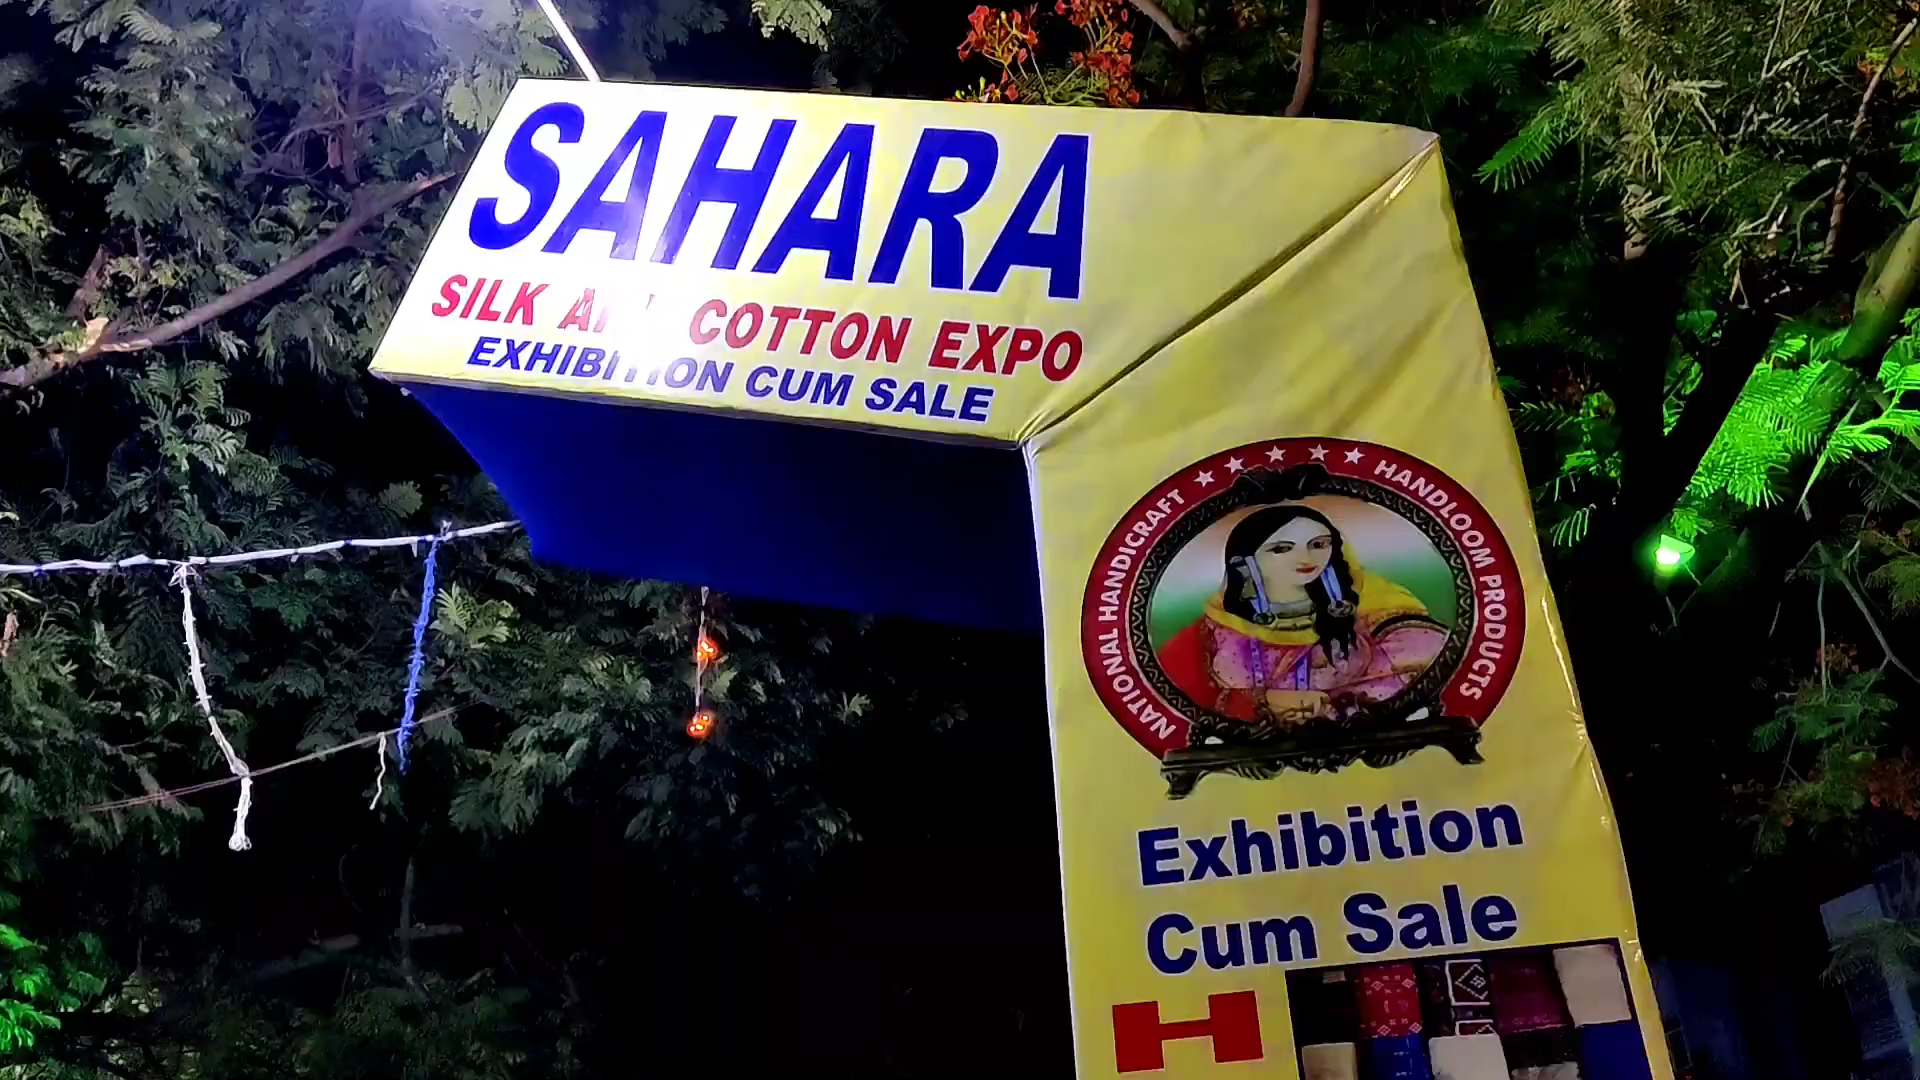 SAHARA
SILK COTTON EXPO
EXHIBITION CUM SALE
NATIONAL HANDICRAFT
HANDLOOM PRODUCTS
Exhibition
Cum Sale
H